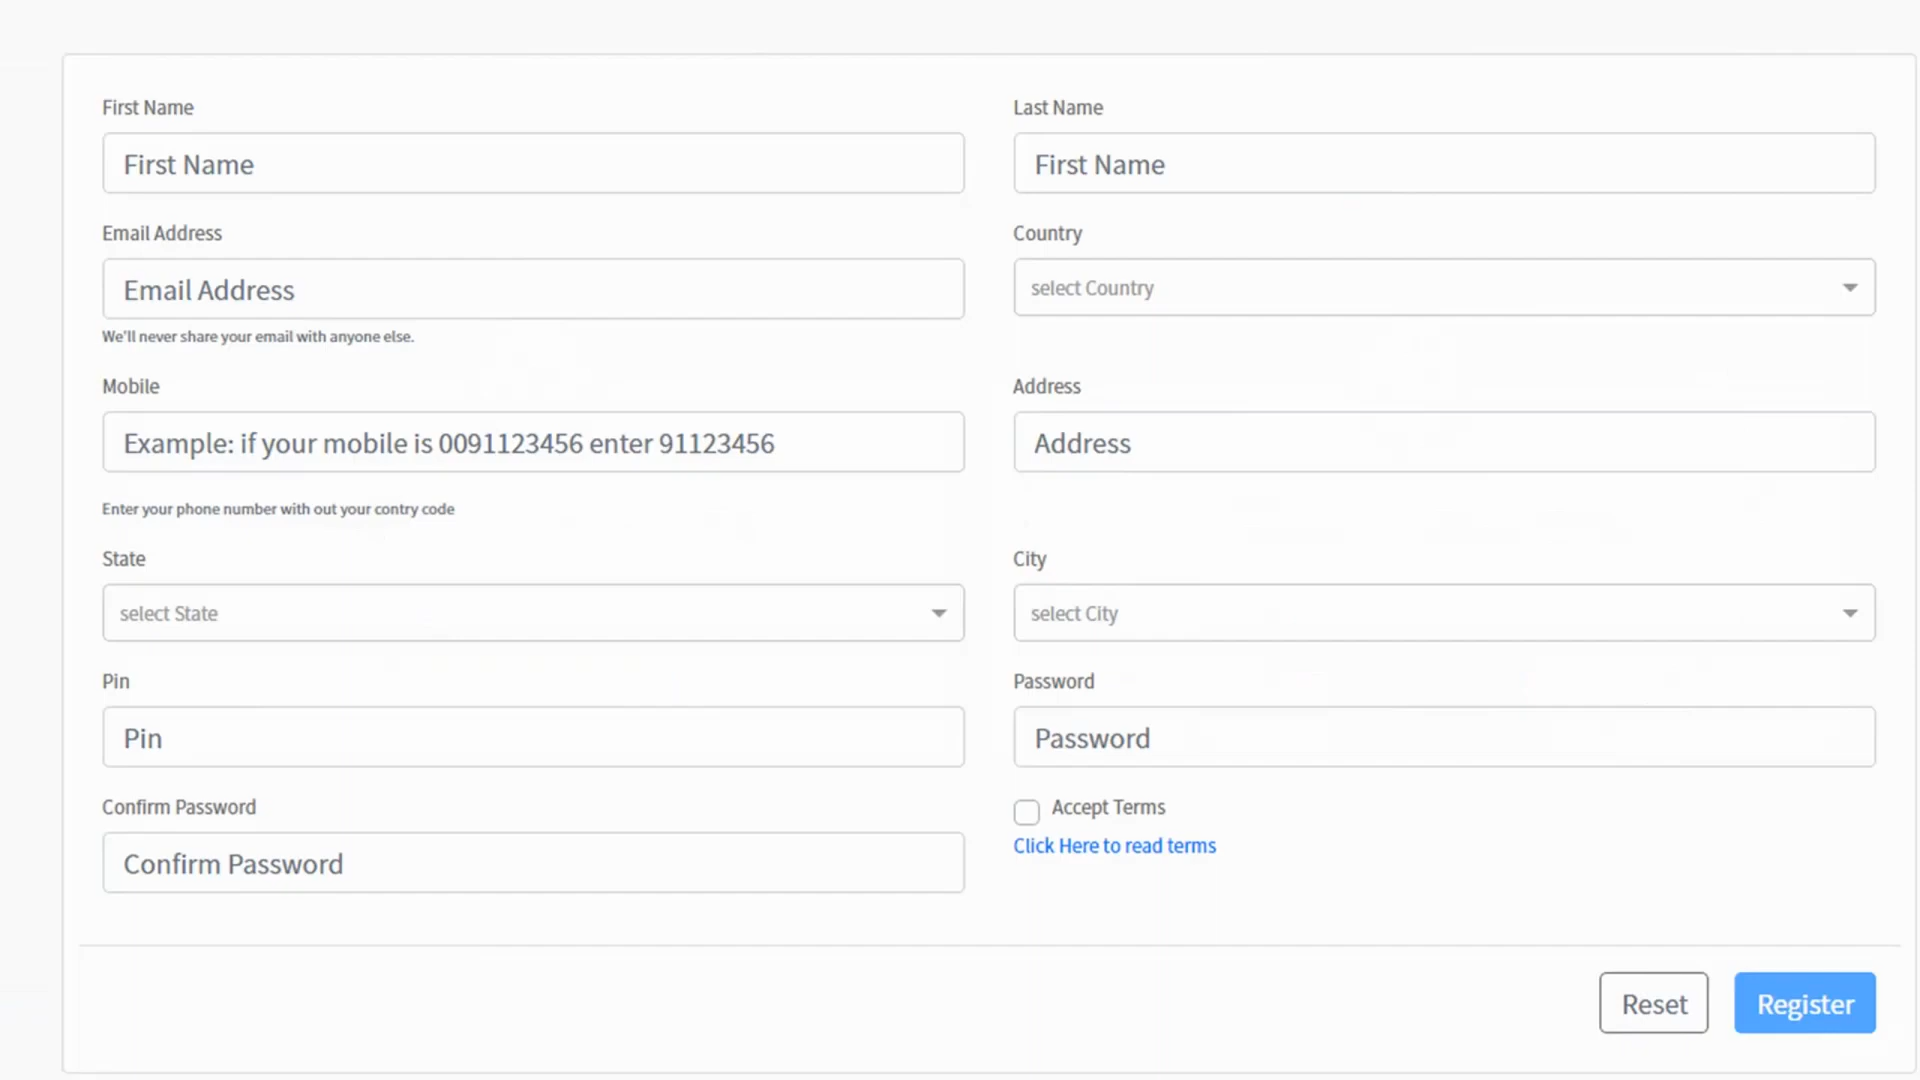 First Name
Last Name
First Name
First Name
Email Address
Country
Email Address
select Country
We'll never share your email with anyone else.
Mobile
Address
Example: if your mobile is 0091123456 enter 91123456
Address
Enter your phone number with out your contry code
State
City
select State
select City
Pin
Password
Pin
Password
Confirm Password
Accept Terms
Click Here to read terms
Confirm Password
Reset
Register